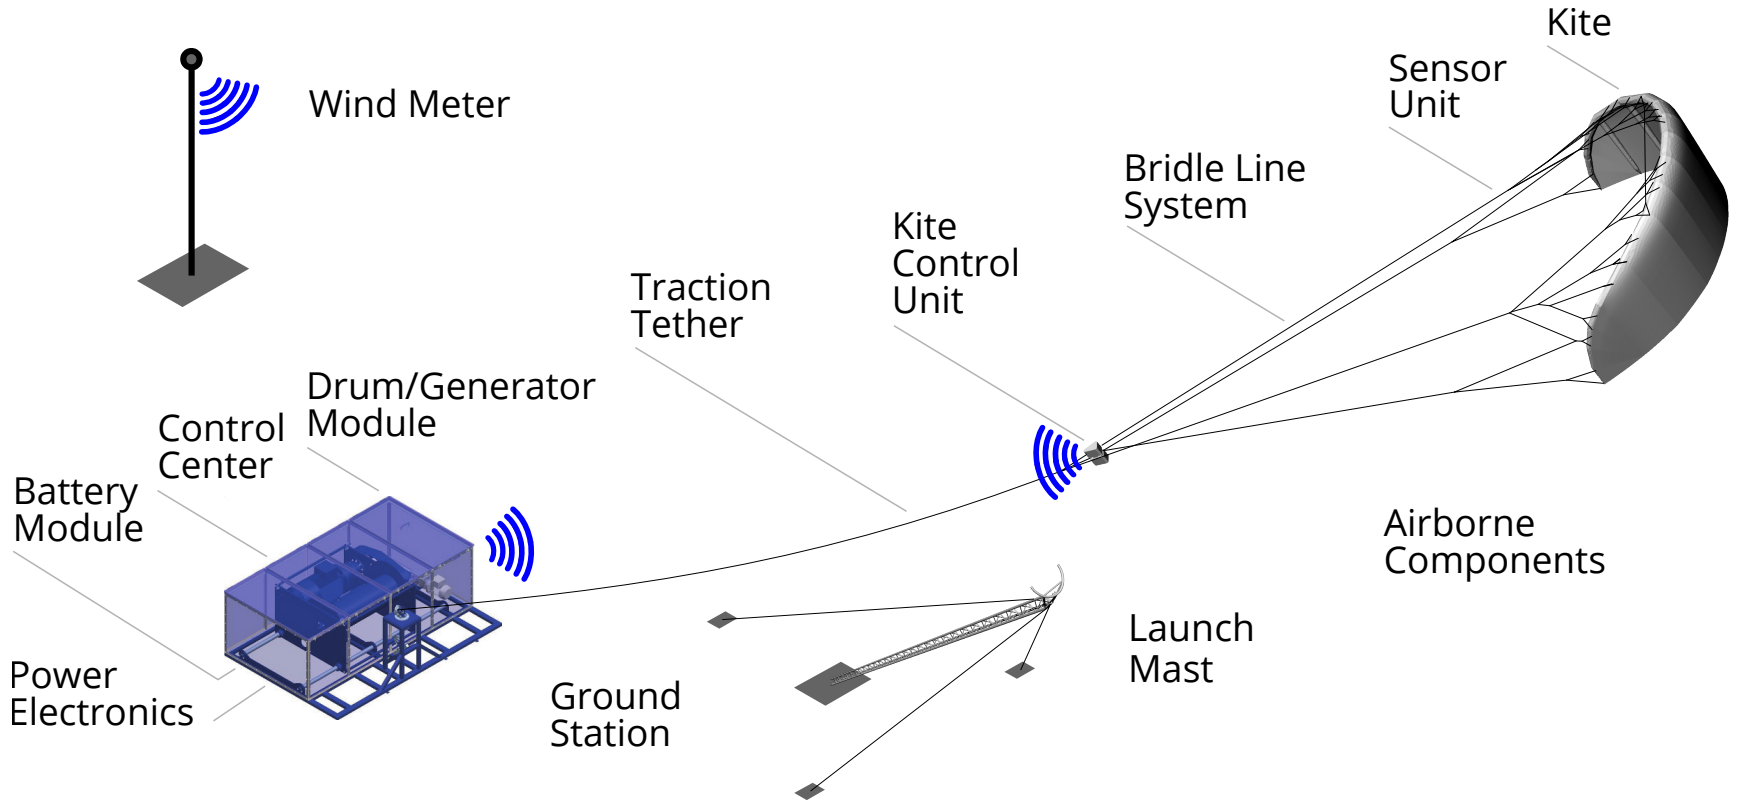 Kite
Sensor
Unit
Wind Meter
Bridle Line
System
Kite
Control
Unit
Traction
Tether
Drum/Generator
Module
Control
Center
Battery
Module
Airborne
Components
Launch
Mast
Power
Electronics
Ground
Station